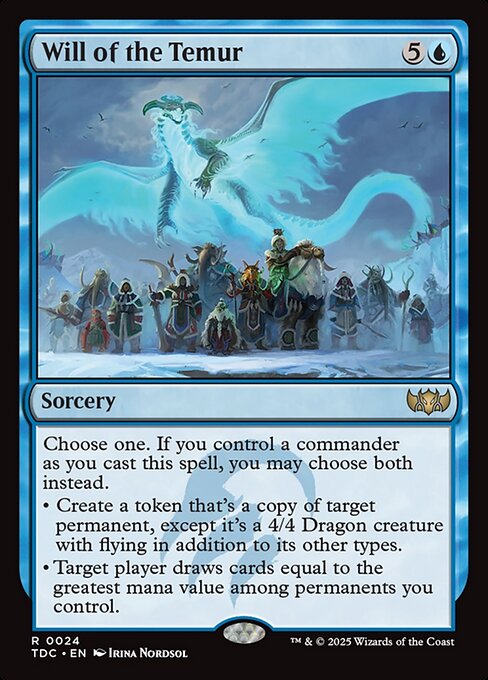 Will of the Temur 5
Sorcery
Choose one. If you control a commander
as you cast this spell, you may choose both
instead.
• Create a token that's a copy of target
permanent, except it's a 4/4 Dragon creature
with flying in addition to its other types.
• Target player draws cards equal to the
greatest mana value among permanents you
control.
R 0024
TDC • EN Irina Nordsol
™ & © 2025 Wizards of the Coast